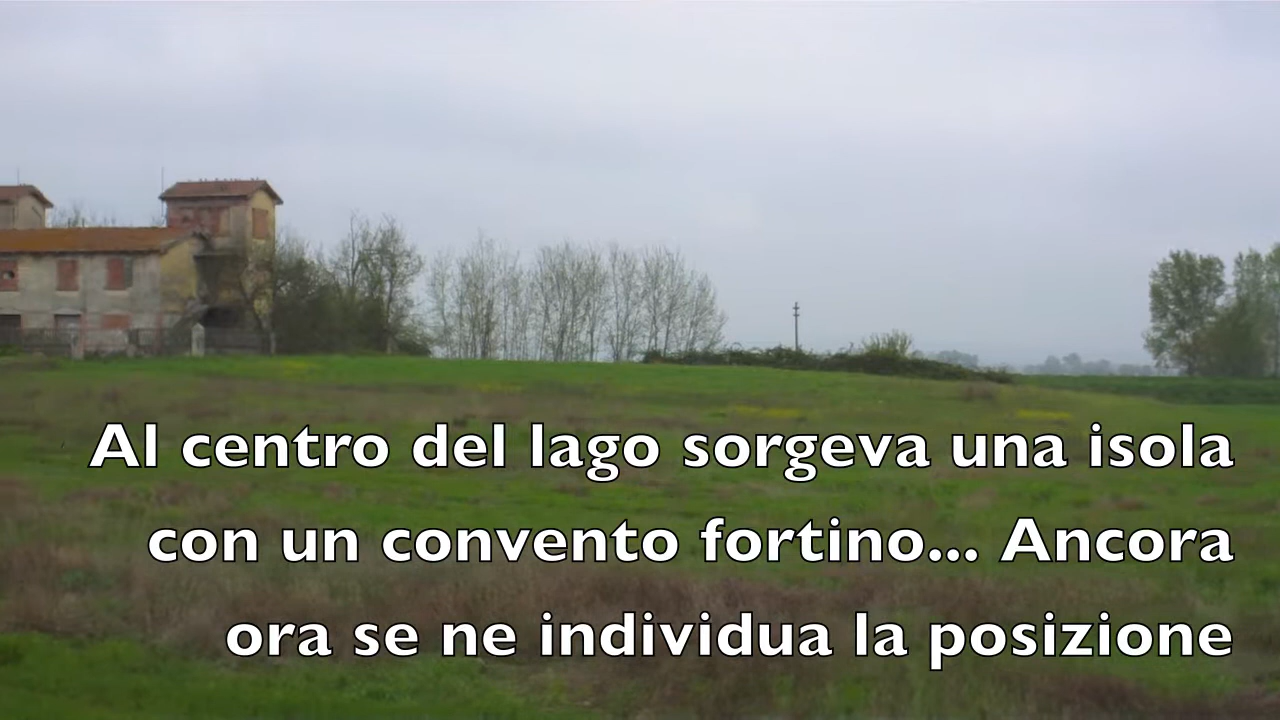 Al centro del lago sorgeva una isola
con un convento fortino... Ancora
ora se ne individua la posizione